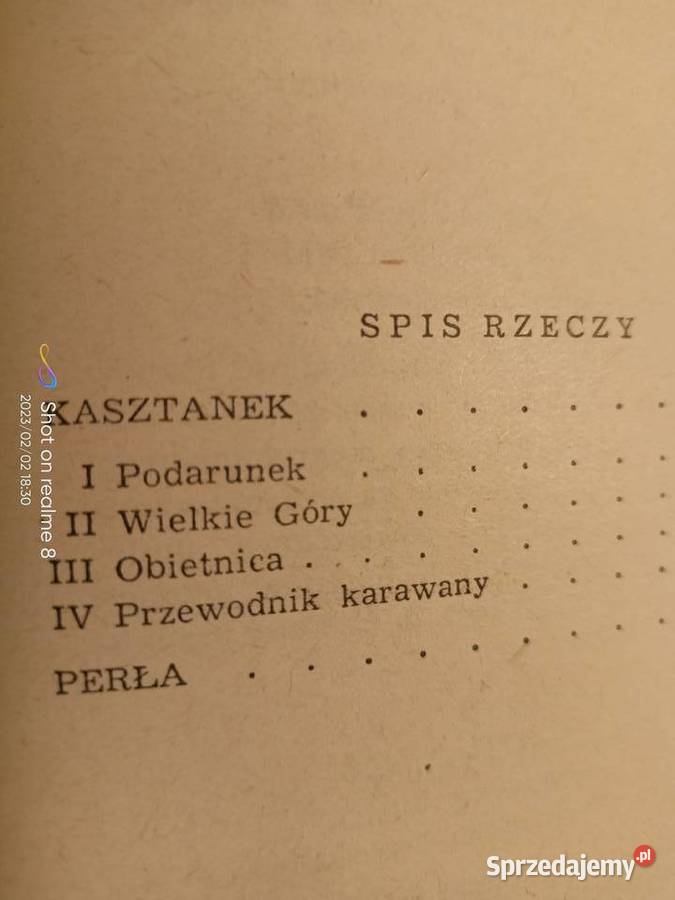 SPIS RZECZY
KASZTANEK . . . . . . .
I Podarunek . . . . . . .
II Wielkie Góry . . . . . .
III Obietnica . . . . . . . .
IV Przewodnik karawany . . . .
PERŁA . . . . . . . . .
Shot on realme 8
2023/02/02 18:30
Sprzedajemy.pl